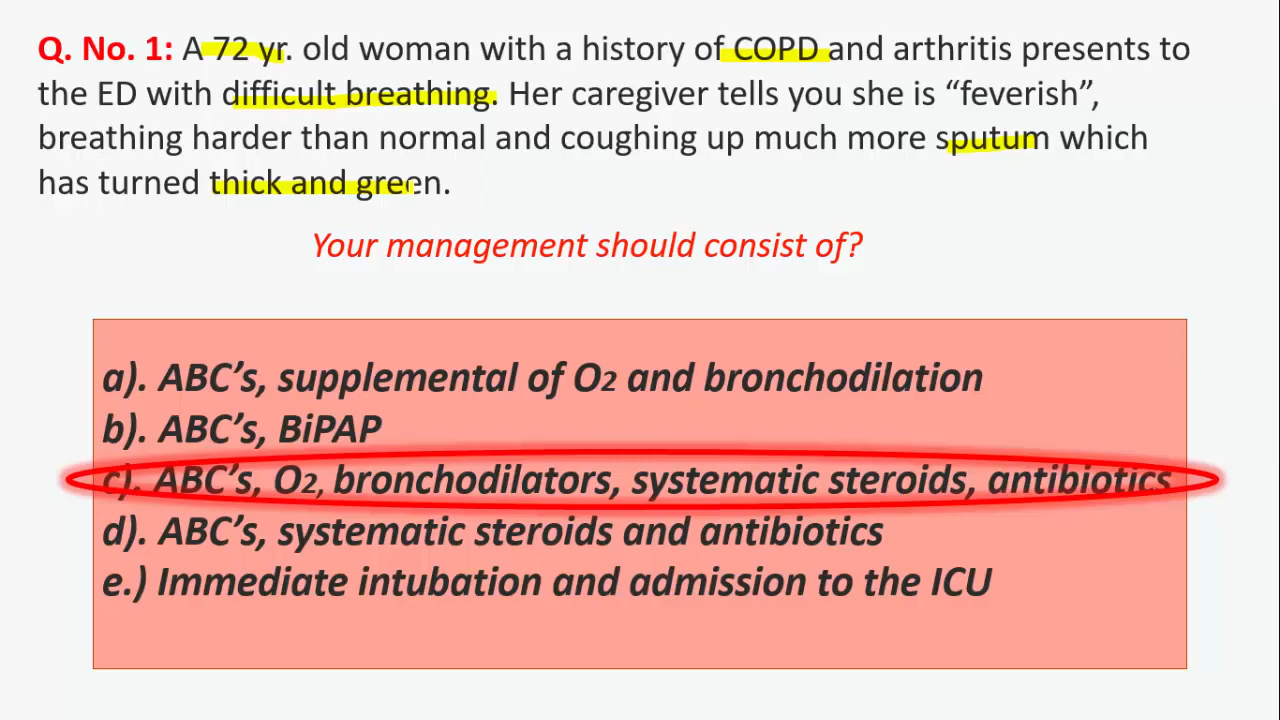 Q. No. 1: A 72 yr. old woman with a history of COPD and arthritis presents to
the ED with difficult breathing. Her caregiver tells you she is “feverish”,
breathing harder than normal and coughing up much more sputum which
has turned thick and green.
Your management should consist of?
a). ABC’s, supplemental of O2 and bronchodilation
b). ABC’s, BiPAP
c). ABC’s, O2, bronchodilators, systematic steroids, antibiotics
d). ABC’s, systematic steroids and antibiotics
e.) Immediate intubation and admission to the ICU